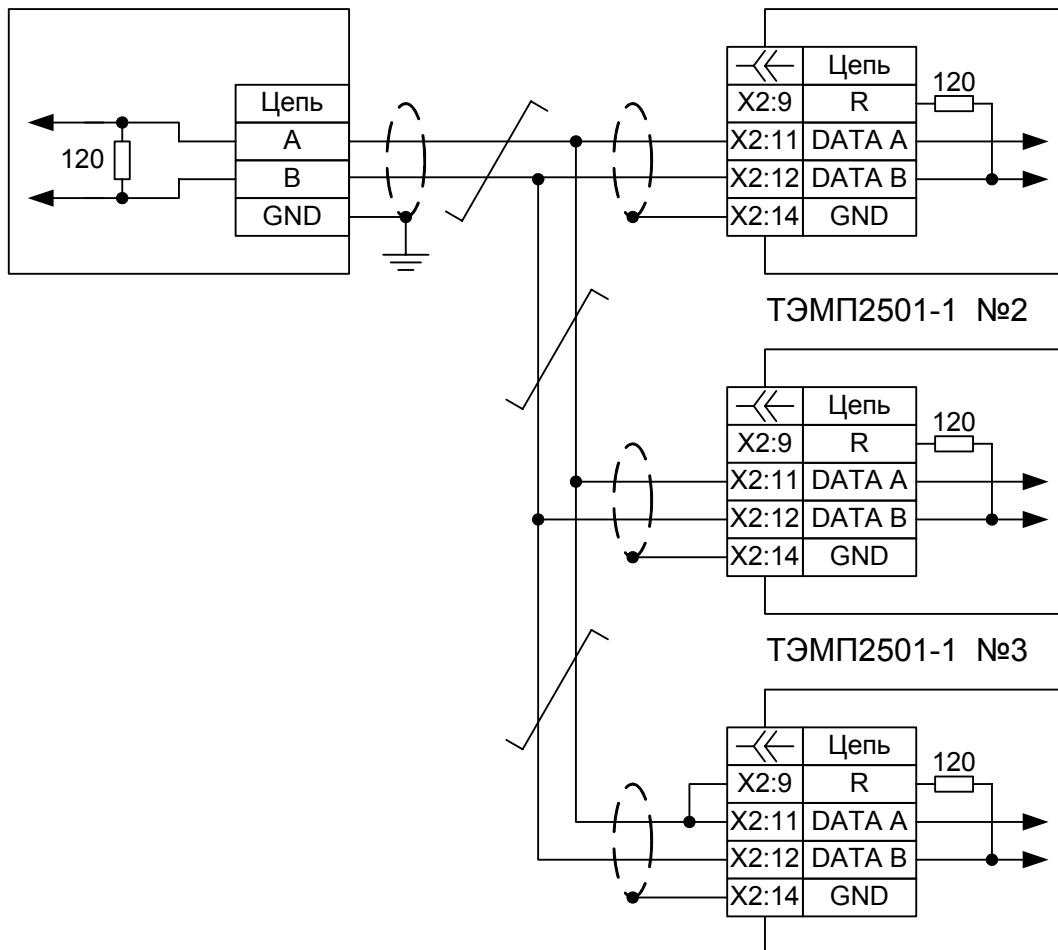 Цепь
A
B
GND
120
Цепь
X2:9 R
X2:11 DATA A
X2:12 DATA B
X2:14 GND
120
ТЭМП2501-1 №2
Цепь
X2:9 R
X2:11 DATA A
X2:12 DATA B
X2:14 GND
120
ТЭМП2501-1 №3
Цепь
X2:9 R
X2:11 DATA A
X2:12 DATA B
X2:14 GND
120